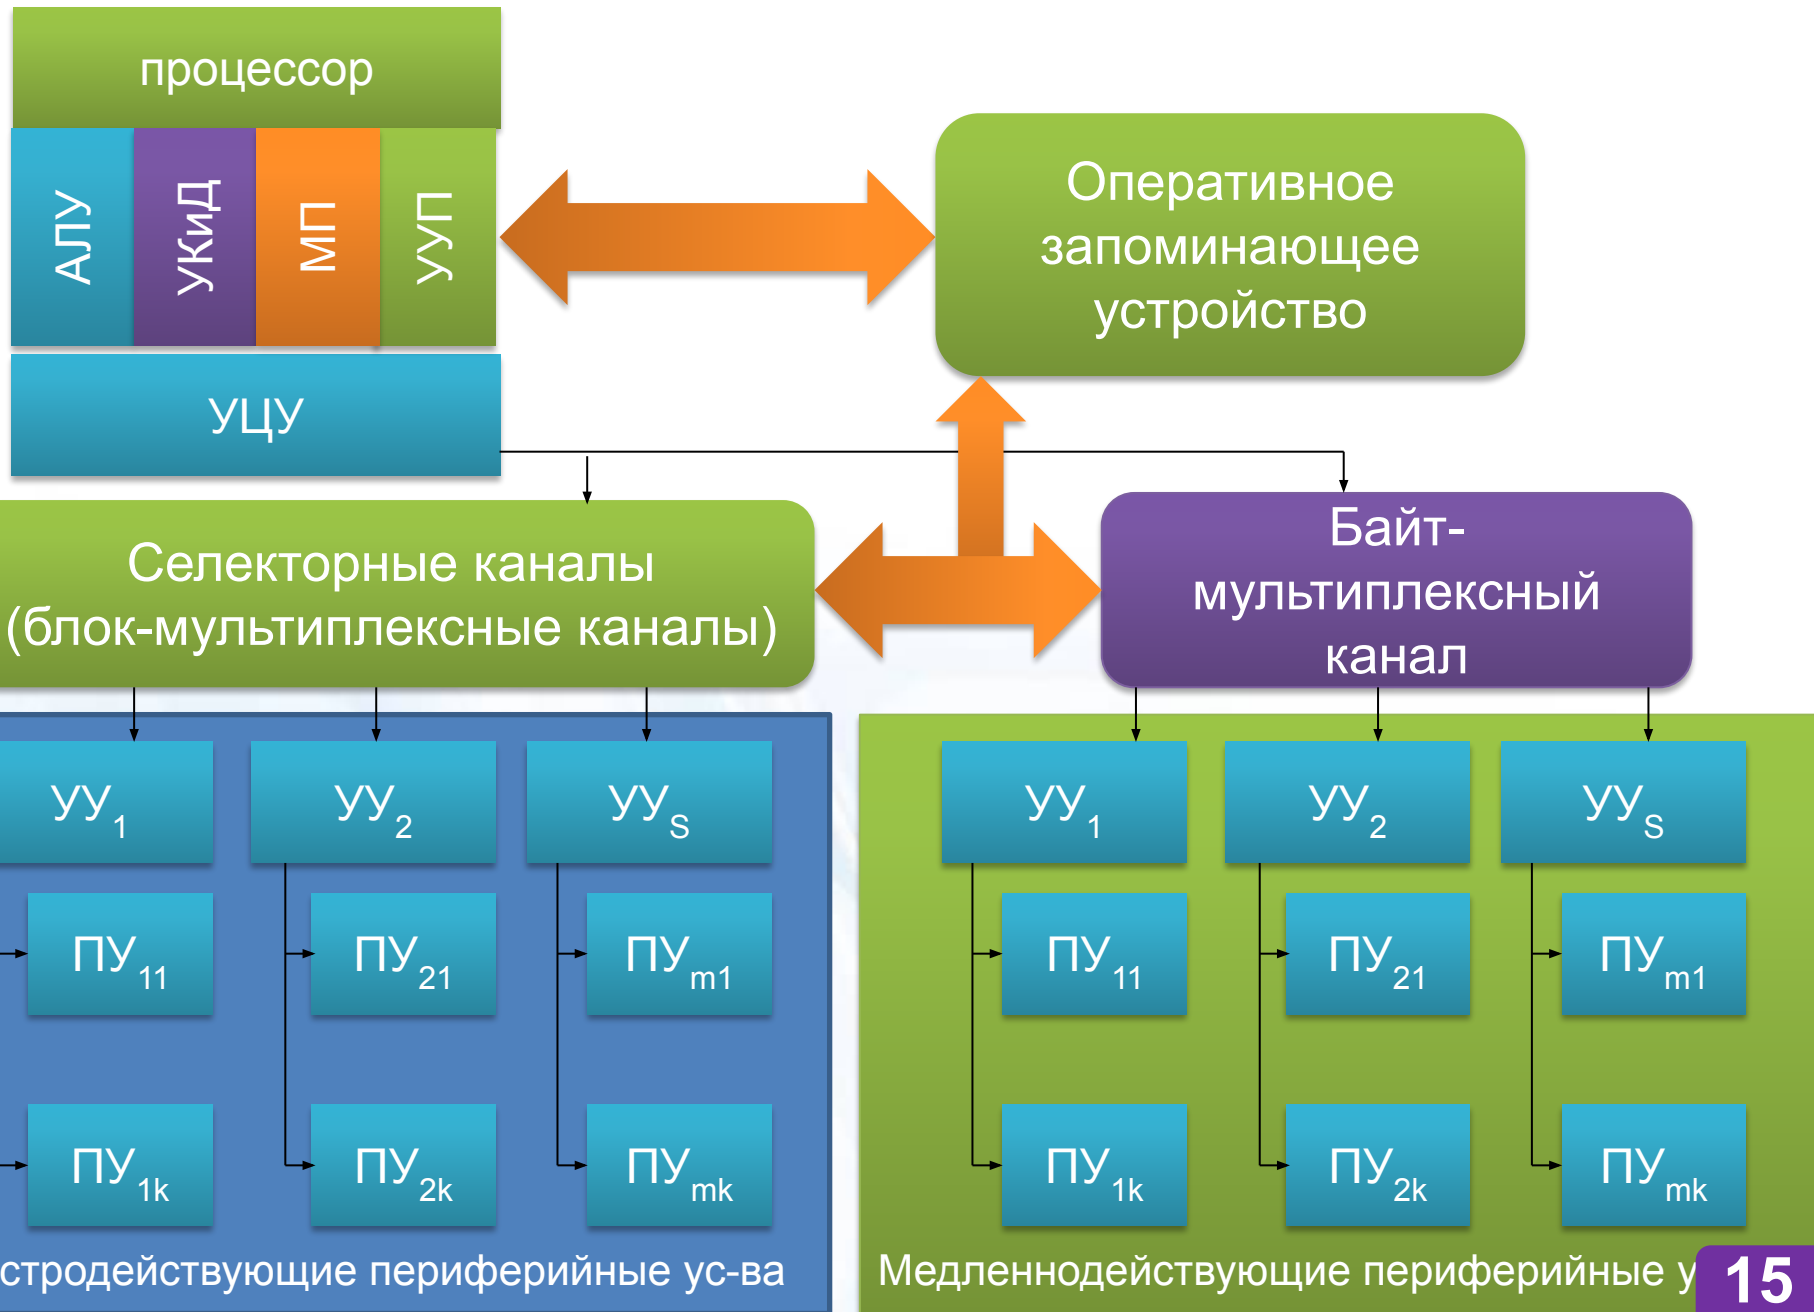 процессор
АЛУ
УКиД
МП
УУП
УЦУ
Оперативное
запоминающее
устройство
Селекторные каналы
(блок-мультиплексные каналы)
Байт-
мультиплексный
канал
УУ1
УУ2
УУS
ПУ11
ПУ21
ПУm1
ПУ1k
ПУ2k
ПУmk
стродействующие периферийные ус-ва
УУ1
УУ2
УУS
ПУ11
ПУ21
ПУm1
ПУ1k
ПУ2k
ПУmk
Медленнодействующие периферийные у
15